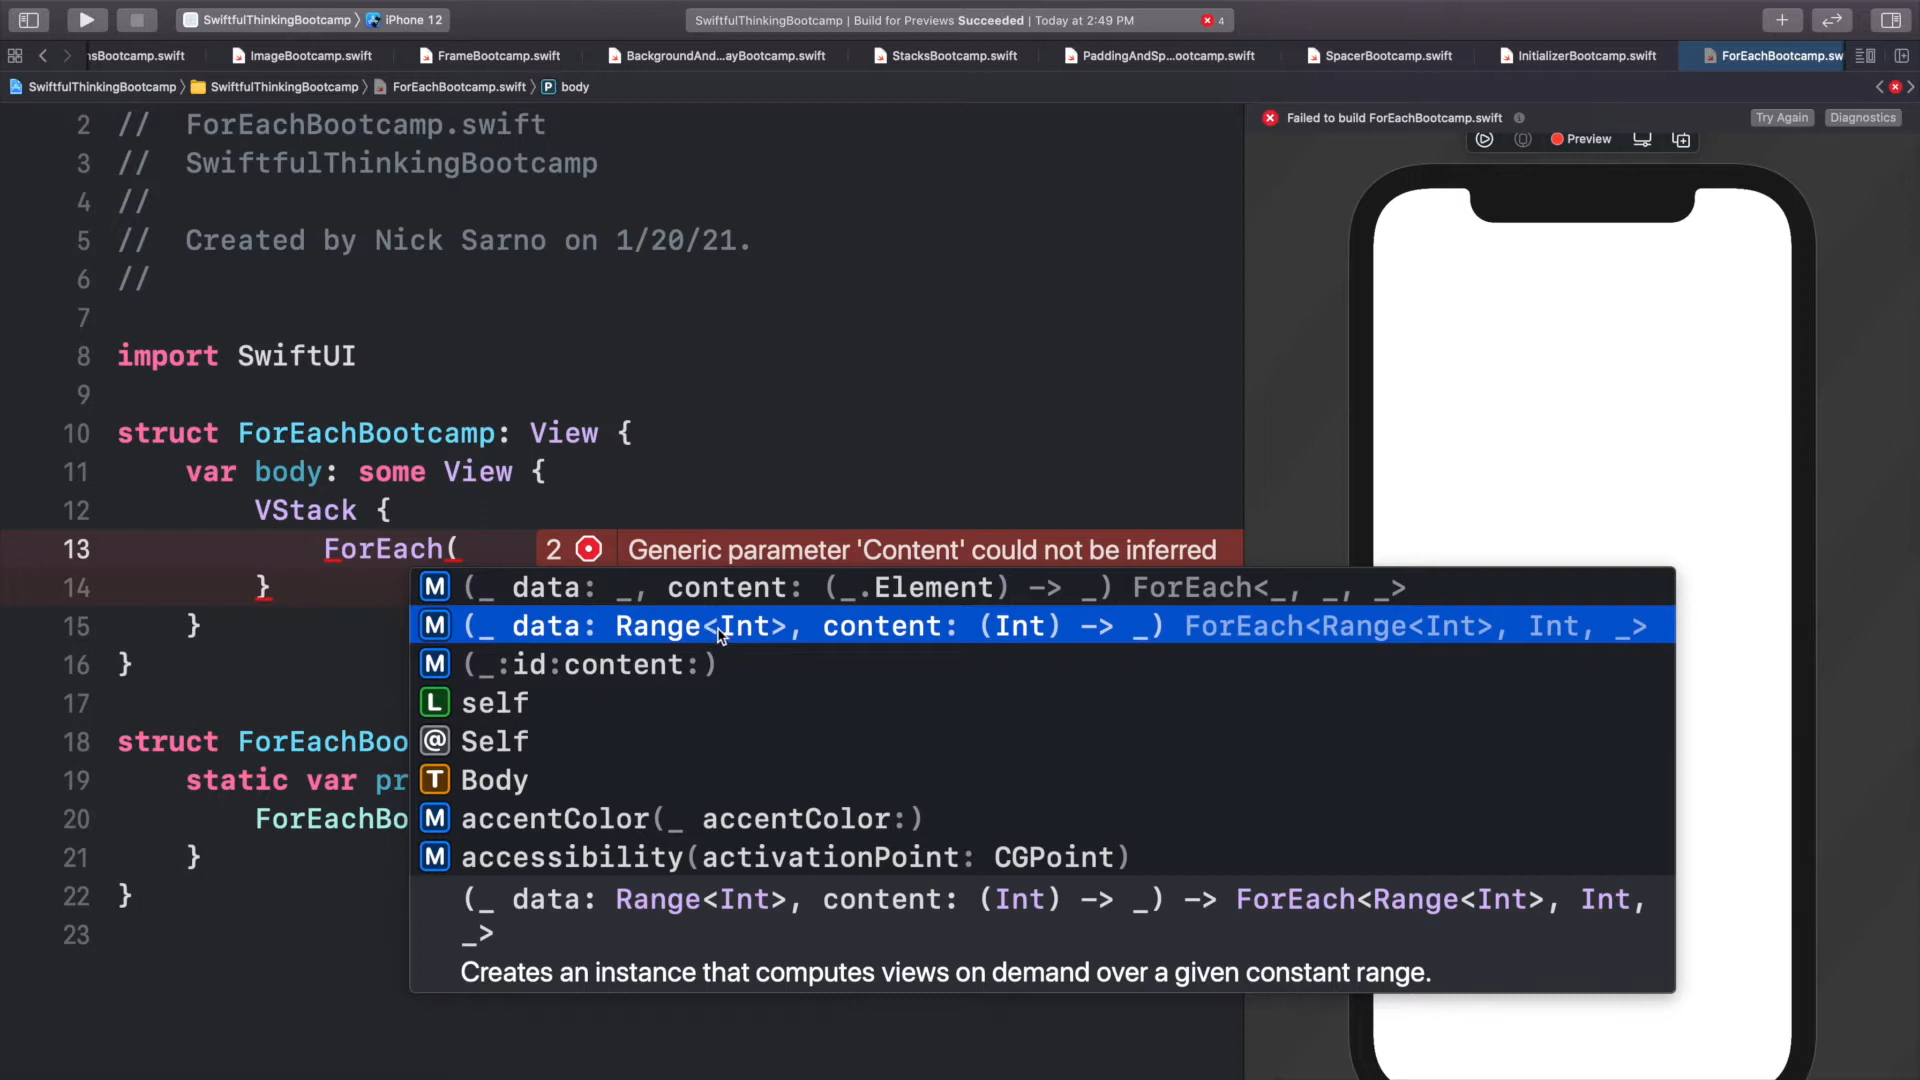 SwiftfulThinkingBootcamp ⟩ iPhone 12
SwiftfulThinkingBootcamp | Build for Previews Succeeded | Today at 2:49 PM
4
nsBootcamp.swift
ImageBootcamp.swift
FrameBootcamp.swift
BackgroundAnd...ayBootcamp.swift
StacksBootcamp.swift
PaddingAndSp...ootcamp.swift
SpacerBootcamp.swift
InitializerBootcamp.swift
ForEachBootcamp.sw
SwiftfulThinkingBootcamp ⟩ SwiftfulThinkingBootcamp ⟩ ForEachBootcamp.swift ⟩ P body
Failed to build ForEachBootcamp.swift
Try Again
Diagnostics
Preview
2 //  ForEachBootcamp.swift
3 //  SwiftfulThinkingBootcamp
4 //
5 //  Created by Nick Sarno on 1/20/21.
6 //
7
8 import SwiftUI
9
10 struct ForEachBootcamp: View {
11     var body: some View {
12         VStack {
13             ForEach(
2 Generic parameter 'Content' could not be inferred
14         }
15     }
16 }
17
18 struct ForEachBoo
19     static var pr
20         ForEachBo
21     }
22 }
23
M (_ data: _, content: (_.Element) -> _) ForEach<_, _, _>
M (_ data: Range<Int>, content: (Int) -> _) ForEach<Range<Int>, Int, _>
M (_:id:content:)
L self
@ Self
T Body
M accentColor(_ accentColor:)
M accessibility(activationPoint: CGPoint)
(_ data: Range<Int>, content: (Int) -> _) -> ForEach<Range<Int>, Int,
_>
Creates an instance that computes views on demand over a given constant range.